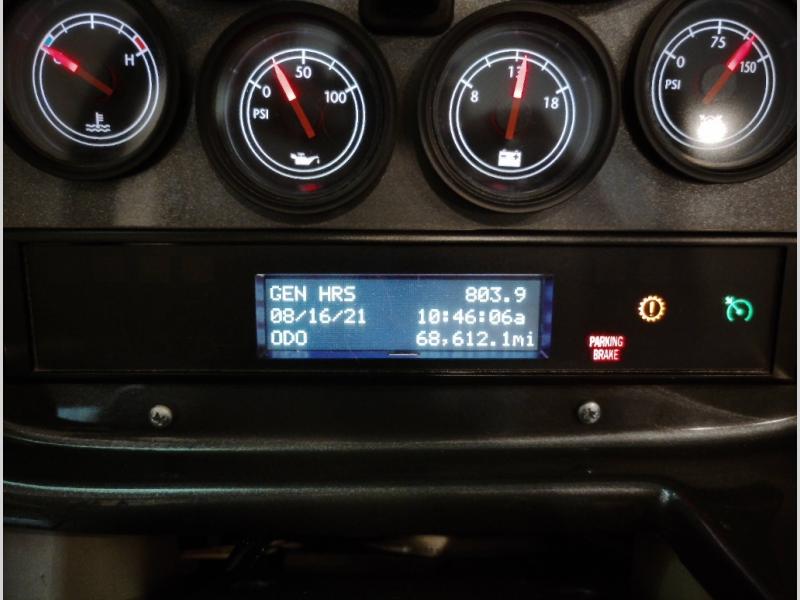 H
0 50 100
PSI
8 13 18
0 75 150
PSI
GEN HRS 803.9
08/16/21 10:46:06a
ODO 68,612.1mi
PARKING
BRAKE